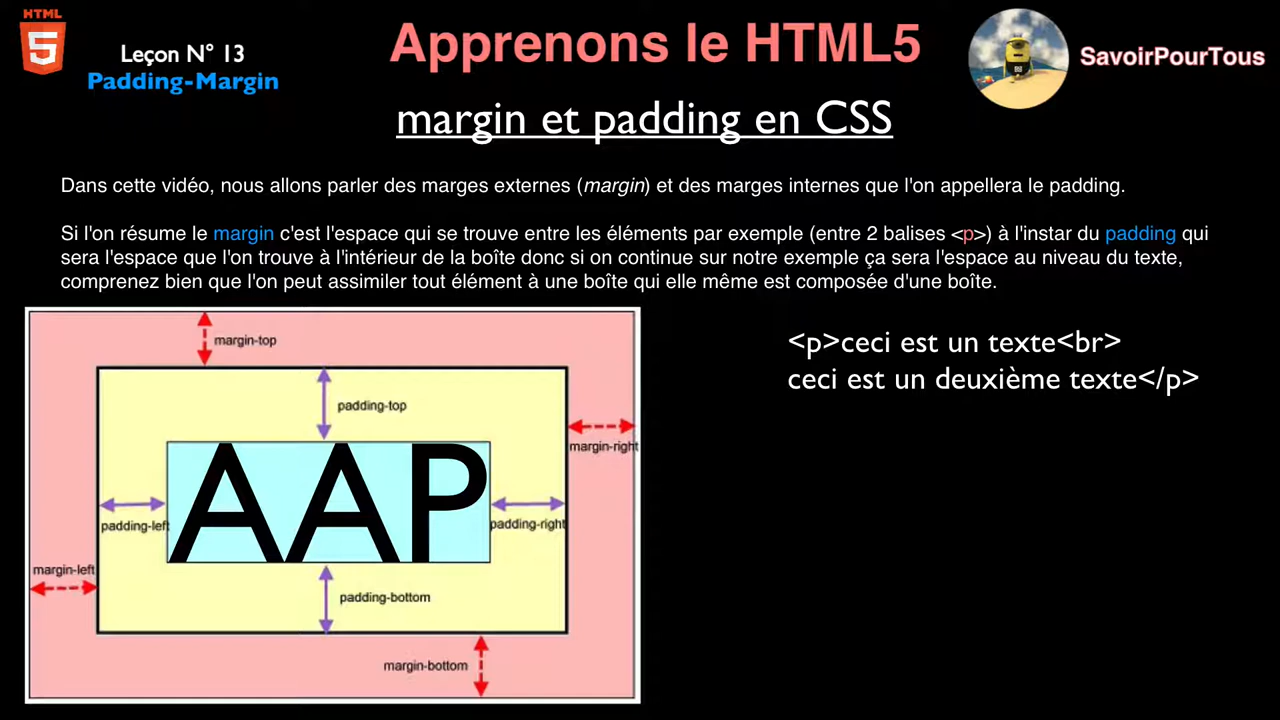 HTML
5
Leçon N° 13
Padding-Margin
Apprenons le HTML5
SavoirPourTous
margin et padding en CSS
Dans cette vidéo, nous allons parler des marges externes (margin) et des marges internes que l'on appellera le padding.
Si l'on résume le margin c'est l'espace qui se trouve entre les éléments par exemple (entre 2 balises <p>) à l'instar du padding qui
sera l'espace que l'on trouve à l'intérieur de la boîte donc si on continue sur notre exemple ça sera l'espace au niveau du texte,
comprenez bien que l'on peut assimiler tout élément à une boîte qui elle même est composée d'une boîte.
margin-top
padding-top
margin-right
AAP
padding-left
padding-right
margin-left
padding-bottom
margin-bottom
<p>ceci est un texte<br>
ceci est un deuxième texte</p>